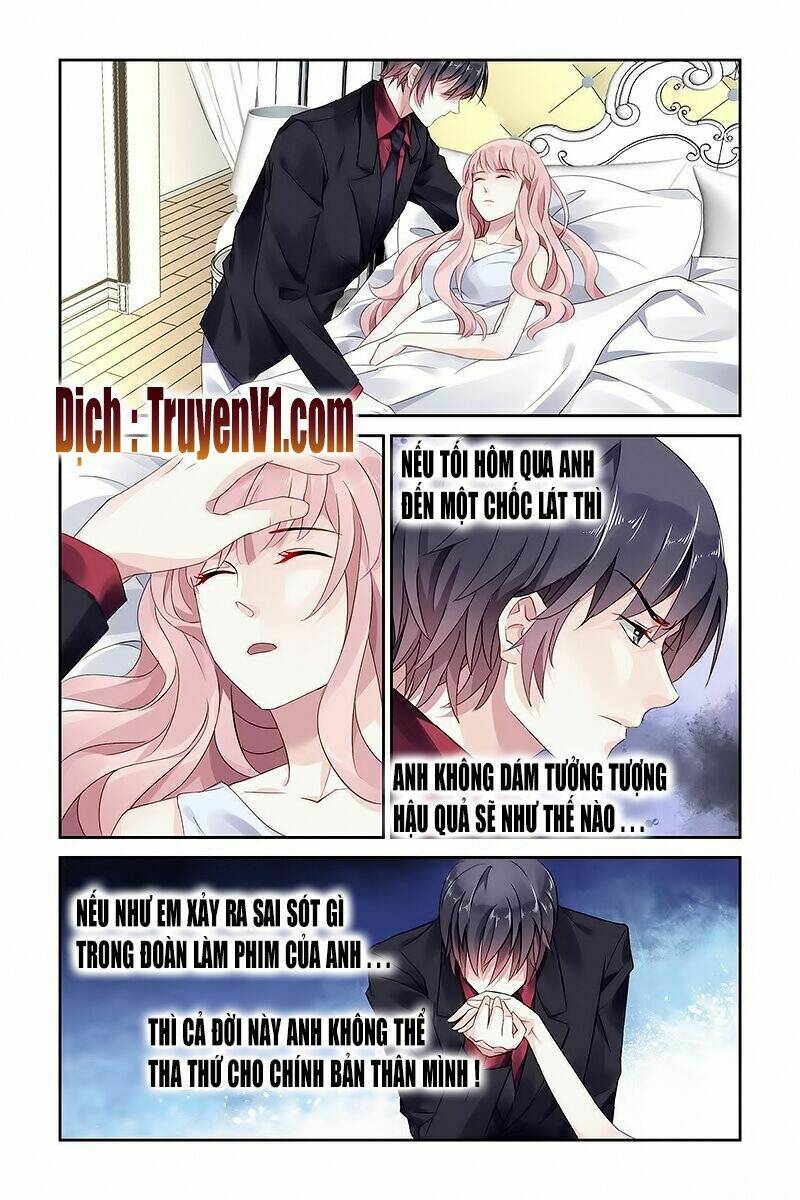 Dịch : TruyenV1.com
NẾU TỐI HÔM QUA ANH
ĐẾN MỘT CHỐC LÁT THÌ
ANH KHÔNG DÁM TƯỞNG TƯỢNG
HẬU QUẢ SẼ NHƯ THẾ NÀO . . .
NẾU NHƯ EM XẢY RA SAI SÓT GÌ
TRONG ĐOÀN LÀM PHIM CỦA ANH . . .
THÌ CẢ ĐỜI NÀY ANH KHÔNG THỂ
THA THỨ CHO CHÍNH BẢN THÂN MÌNH !